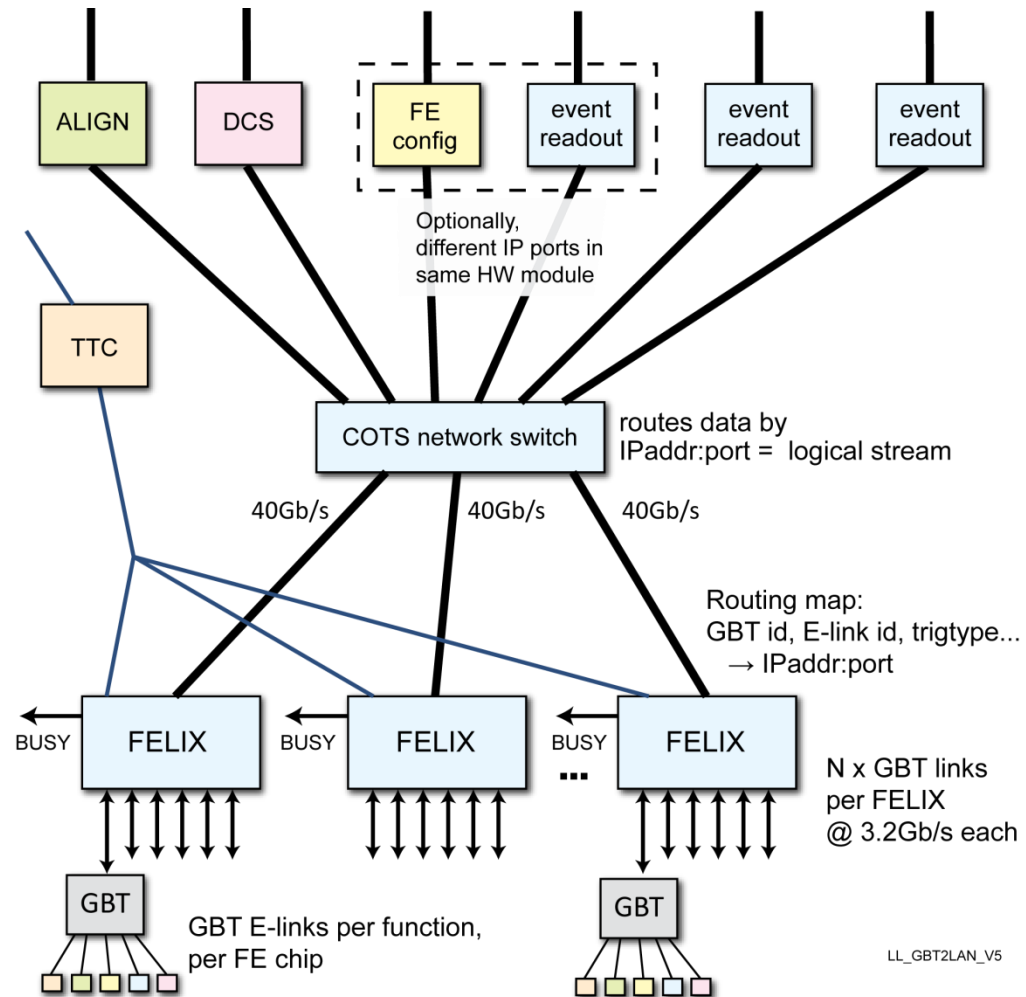 ALIGN
DCS
FE
config
event
readout
event
readout
event
readout
Optionally,
different IP ports in
same HW module
TTC
COTS network switch
routes data by
IPaddr:port = logical stream
40Gb/s
40Gb/s
40Gb/s
Routing map:
GBT id, E-link id, trigtype...
→ IPaddr:port
BUSY
FELIX
BUSY
FELIX
BUSY
...
FELIX
N x GBT links
per FELIX
@ 3.2Gb/s each
GBT
GBT E-links per function,
per FE chip
GBT
LL_GBT2LAN_V5